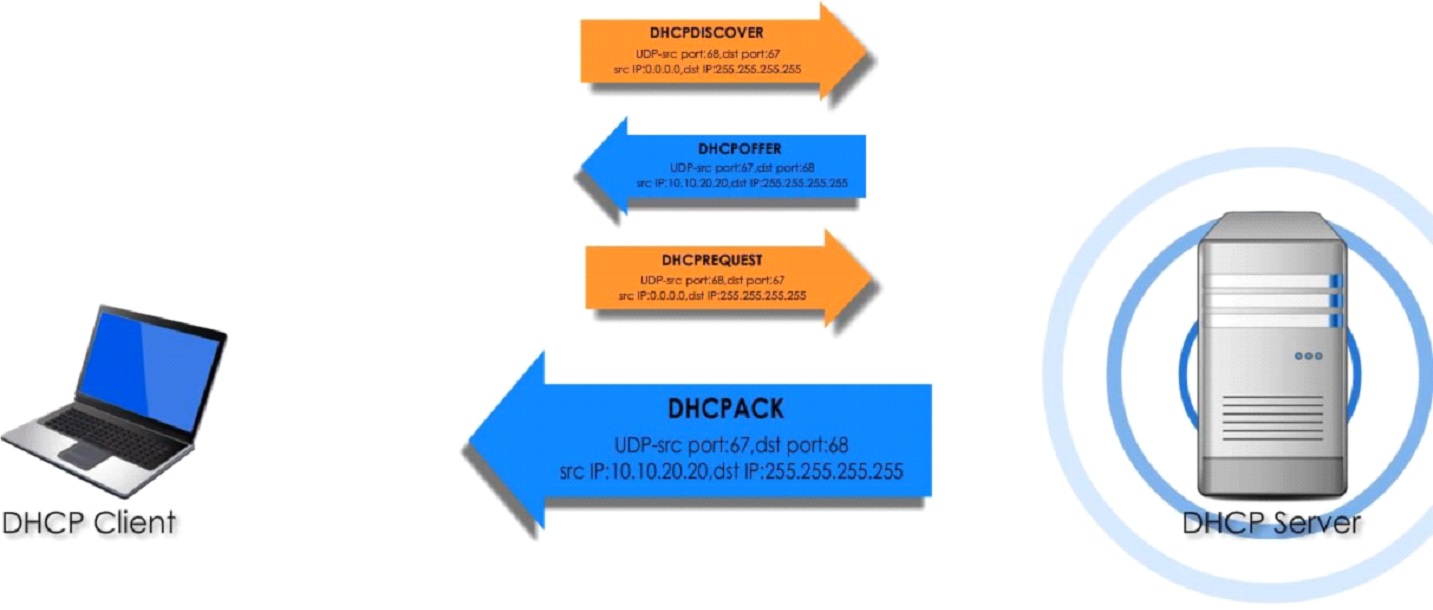 DHCPDISCOVER
UDP-src port:68,dst port:67
src IP:0.0.0.0,dst IP:255.255.255.255
DHCPOFFER
UDP-src port:67,dst port:68
src IP:10.10.20.20,dst IP:255.255.255.255
DHCPREQUEST
UDP-src port:68,dst port:67
src IP:0.0.0.0,dst IP:255.255.255.255
DHCPACK
UDP-src port:67,dst port:68
src IP:10.10.20.20,dst IP:255.255.255.255
DHCP Client
DHCP Server